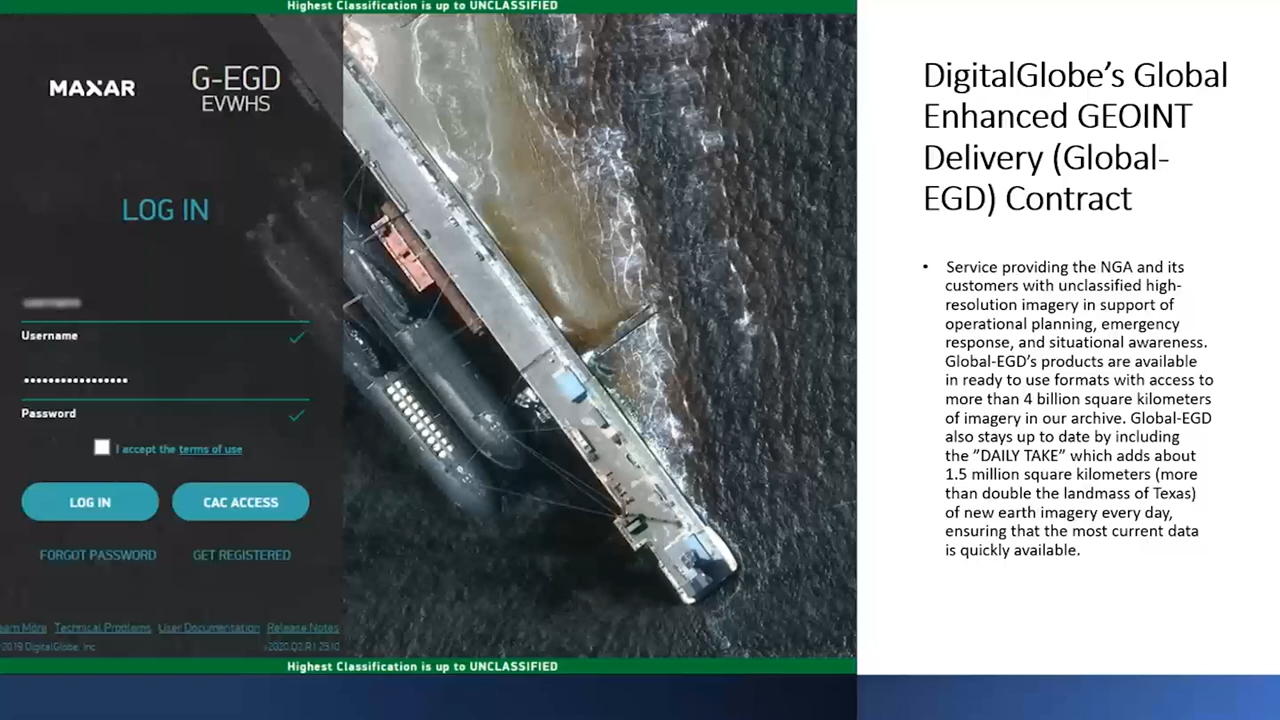 Highest Classification is up to UNCLASSIFIED
MAXAR
G-EGD
EVWHS
LOG IN
Username
Password
I accept the terms of use
LOG IN
CAC ACCESS
FORGOT PASSWORD
GET REGISTERED
Technical Problems User Documentation Release Notes
2019 DigitalGlobe, Inc
Highest Classification is up to UNCLASSIFIED
DigitalGlobe’s Global
Enhanced GEOINT
Delivery (Global-
EGD) Contract
• Service providing the NGA and its
customers with unclassified high-
resolution imagery in support of
operational planning, emergency
response, and situational awareness.
Global-EGD’s products are available
in ready to use formats with access to
more than 4 billion square kilometers
of imagery in our archive. Global-EGD
also stays up to date by including
the ”DAILY TAKE” which adds about
1.5 million square kilometers (more
than double the landmass of Texas)
of new earth imagery every day,
ensuring that the most current data
is quickly available.